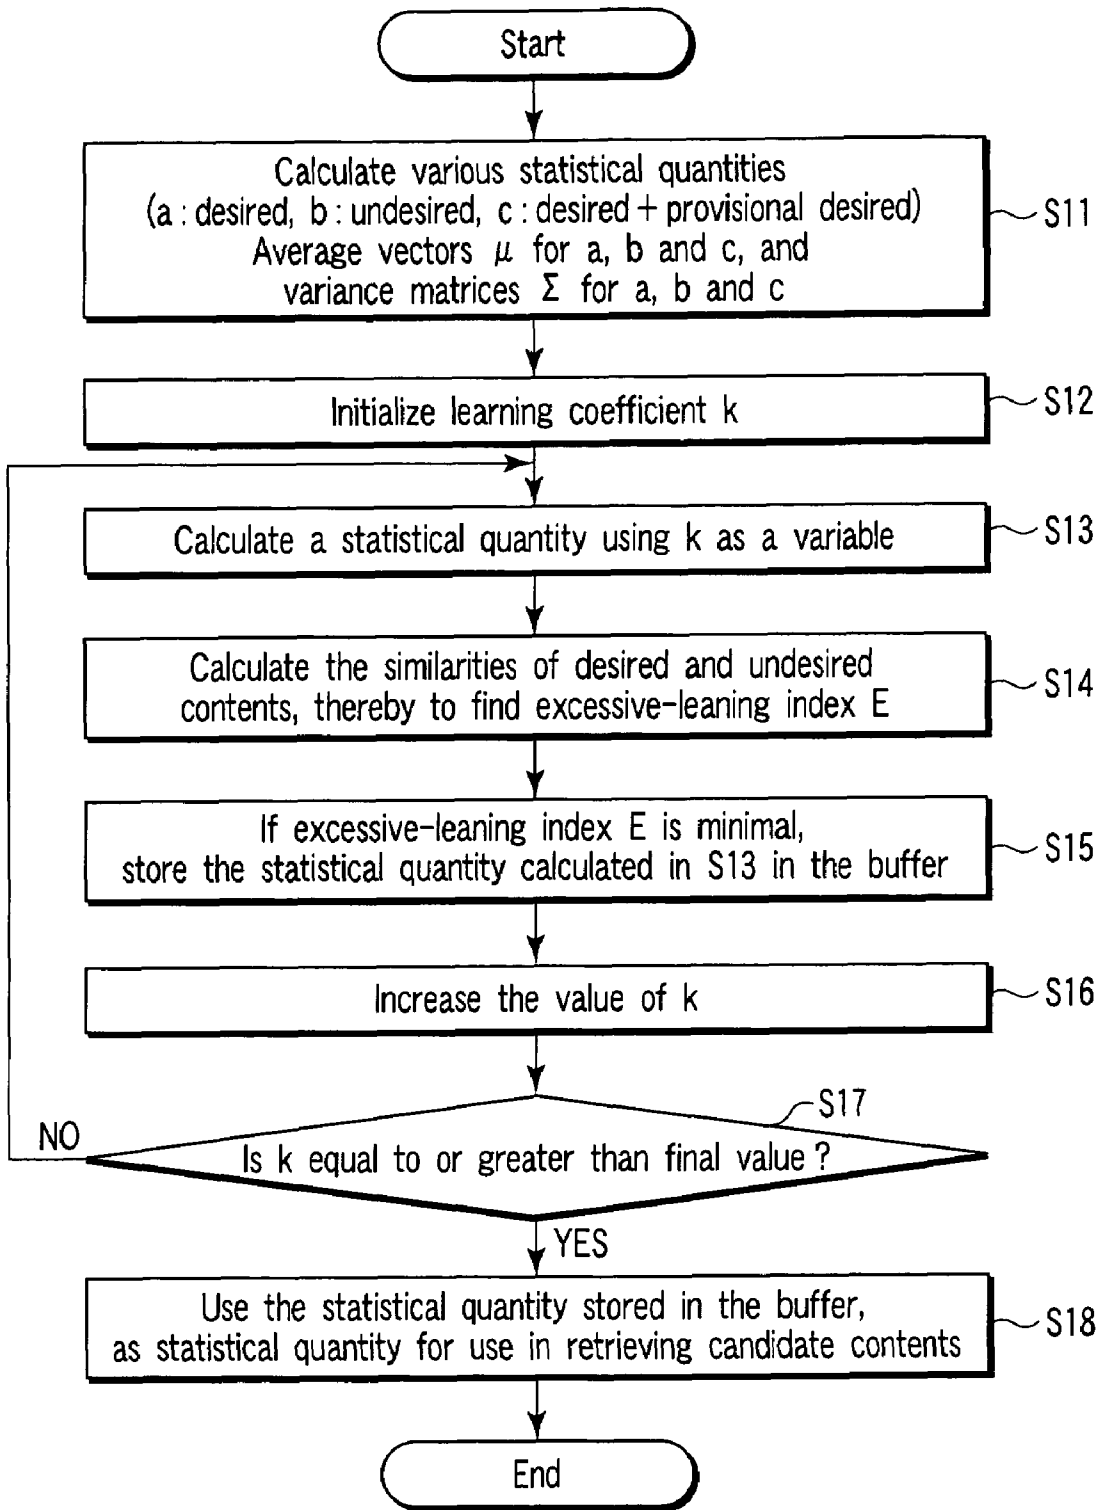 Start
Calculate various statistical quantities
(a : desired, b : undesired, c : desired + provisional desired)
Average vectors μ for a, b and c, and
variance matrices Σ for a, b and c
S11
Initialize learning coefficient k
S12
Calculate a statistical quantity using k as a variable
S13
Calculate the similarities of desired and undesired
contents, thereby to find excessive-leaning index E
S14
If excessive-leaning index E is minimal,
store the statistical quantity calculated in S13 in the buffer
S15
Increase the value of k
S16
S17
NO
Is k equal to or greater than final value ?
YES
Use the statistical quantity stored in the buffer,
as statistical quantity for use in retrieving candidate contents
S18
End